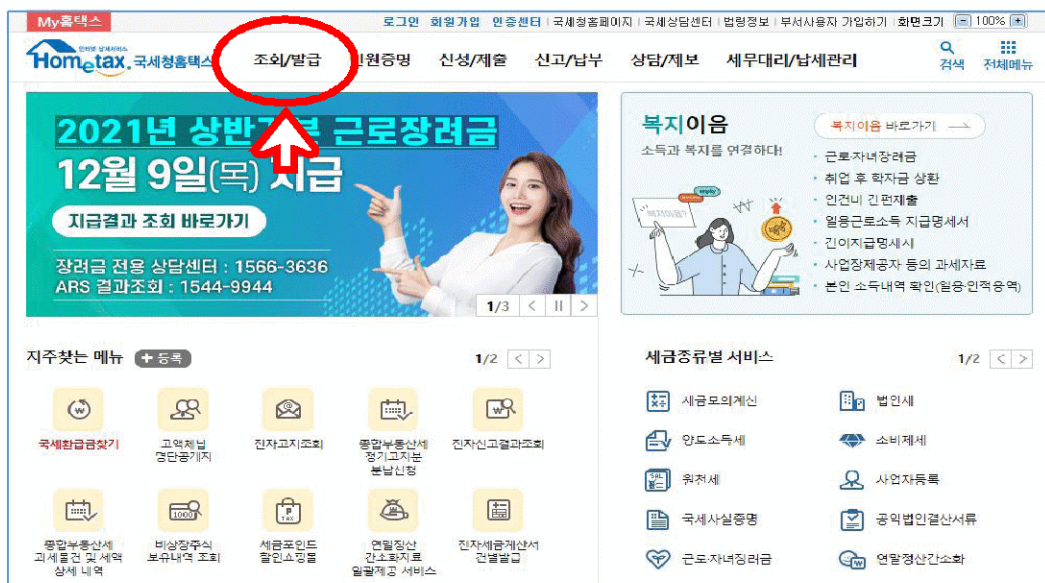 My홈택스
로그인 회원가입 인증센터 국세청홈페이지 국세상담센터 법령정보 부서사용자 가입하기 화면크기 100%
인터넷 납세서비스
Hometax. 국세청홈택스
조회/발급 민원증명 신청/제출 신고/납부 상담/제보 세무대리/납세관리
검색 전체메뉴
2021년 상반기분 근로장려금
12월 9일(목) 지급
지급결과 조회 바로가기
장려금 전용 상담센터 : 1566-3636
ARS 결과조회 : 1544-9944
1/3
복지이음
복지이음 바로가기
소득과 복지를 연결하다!
근로·자녀장려금
취업 후 학자금 상환
인건비 간편제출
일용근로소득 지급명세서
간이지급명세서
사업장제공자 등의 과세자료
본인 소득내역 확인(일용·인적용역)
복지이음?
자주찾는 메뉴 + 등록
1/2
국세환급금찾기
고액체납
명단공개지
전자고지조회
종합부동산세
정기고지분
분납신청
전자신고결과조회
종합부동산세
과세물건 및 세액
상세 내역
비상장주식
보유내역 조회
세금포인트
할인쇼핑몰
연말정산
간소화자료
일괄제공 서비스
전자세금계산서
건별발급
세금종류별 서비스
1/2
세금모의계산
법인세
양도소득세
소비제세
원천세
사업자등록
국세사실증명
공익법인결산서류
근로·자녀장려금
연말정산간소화